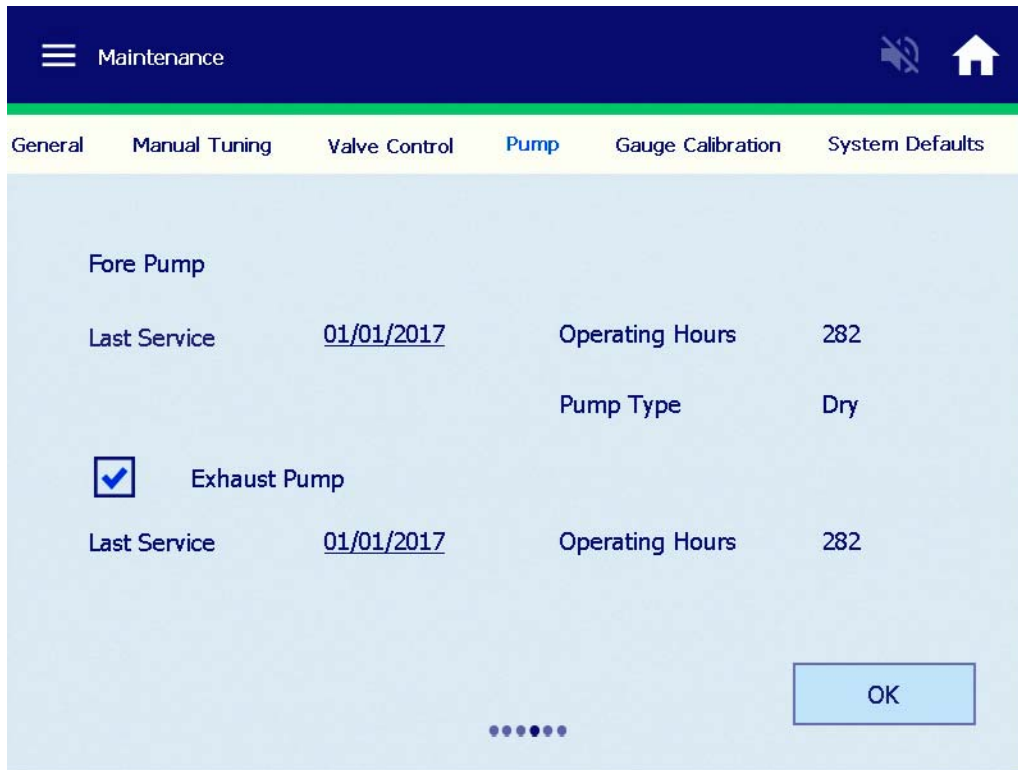 Maintenance
General Manual Tuning Valve Control Pump Gauge Calibration System Defaults
Fore Pump
Last Service 01/01/2017 Operating Hours 282
Pump Type Dry
Exhaust Pump
Last Service 01/01/2017 Operating Hours 282
OK